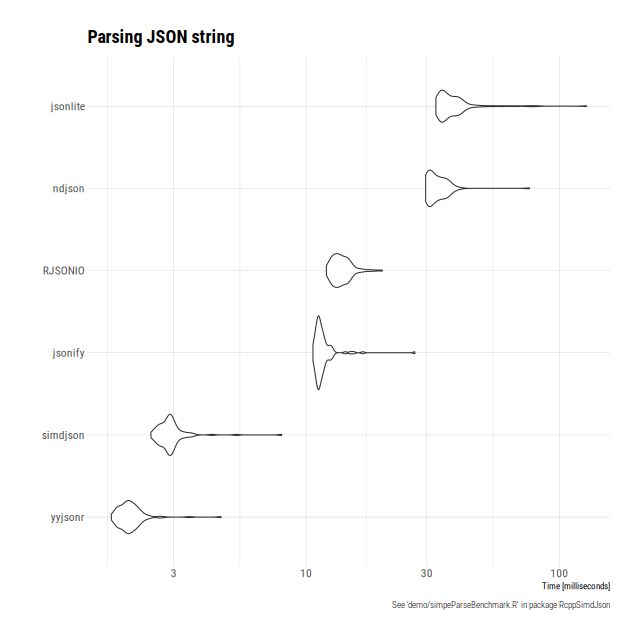 Parsing JSON string
jsonlite
ndjson
RJSONIO
jsonify
simdjson
yyjsonr
3 10 30 100
Time [milliseconds]
See 'demo/simpeParseBenchmark.R' in package RcppSimdJson